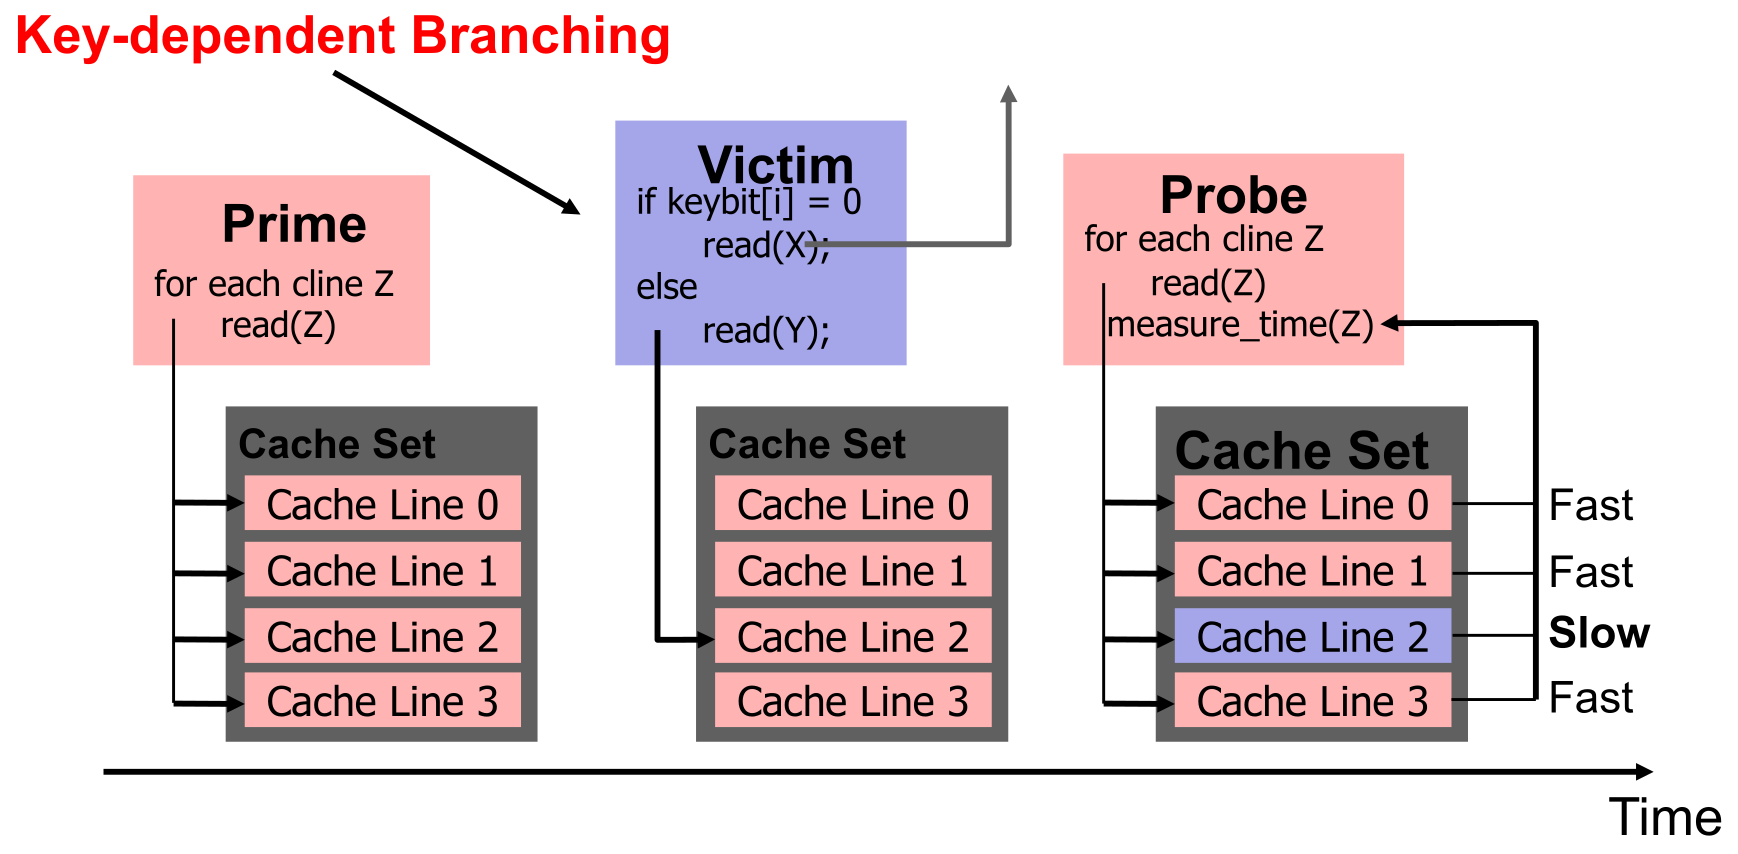 Key-dependent Branching
Prime
for each cline Z
read(Z)
Victim
if keybit[i] = 0
read(X);
else
read(Y);
Probe
for each cline Z
read(Z)
measure_time(Z)
Cache Set
Cache Line 0
Cache Line 1
Cache Line 2
Cache Line 3
Cache Set
Cache Line 0
Cache Line 1
Cache Line 2
Cache Line 3
Cache Set
Cache Line 0
Cache Line 1
Cache Line 2
Cache Line 3
Fast
Fast
Slow
Fast
Time